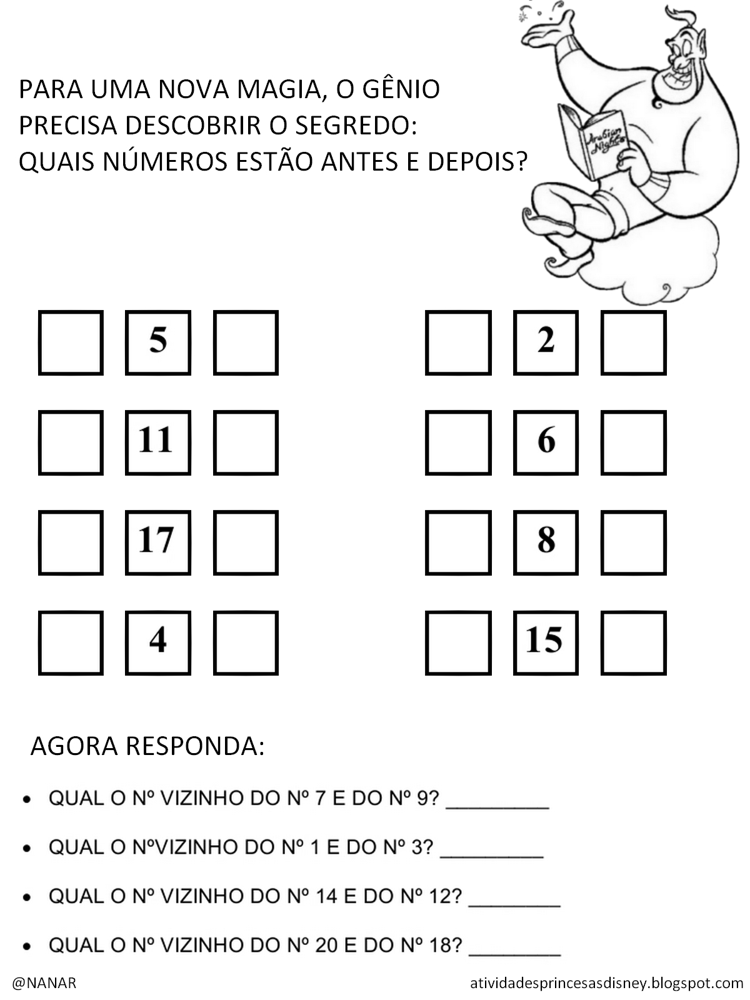 PARA UMA NOVA MAGIA, O GÊNIO
PRECISA DESCOBRIR O SEGREDO:
QUAIS NÚMEROS ESTÃO ANTES E DEPOIS?
Arabian
Nights
5 2
11 6
17 8
4 15
AGORA RESPONDA:
• QUAL O Nº VIZINHO DO Nº 7 E DO Nº 9? _________
• QUAL O NºVIZINHO DO Nº 1 E DO Nº 3? _________
• QUAL O Nº VIZINHO DO Nº 14 E DO Nº 12? ________
• QUAL O Nº VIZINHO DO Nº 20 E DO Nº 18? ________
@NANAR atividadesprincesasdisney.blogspot.com